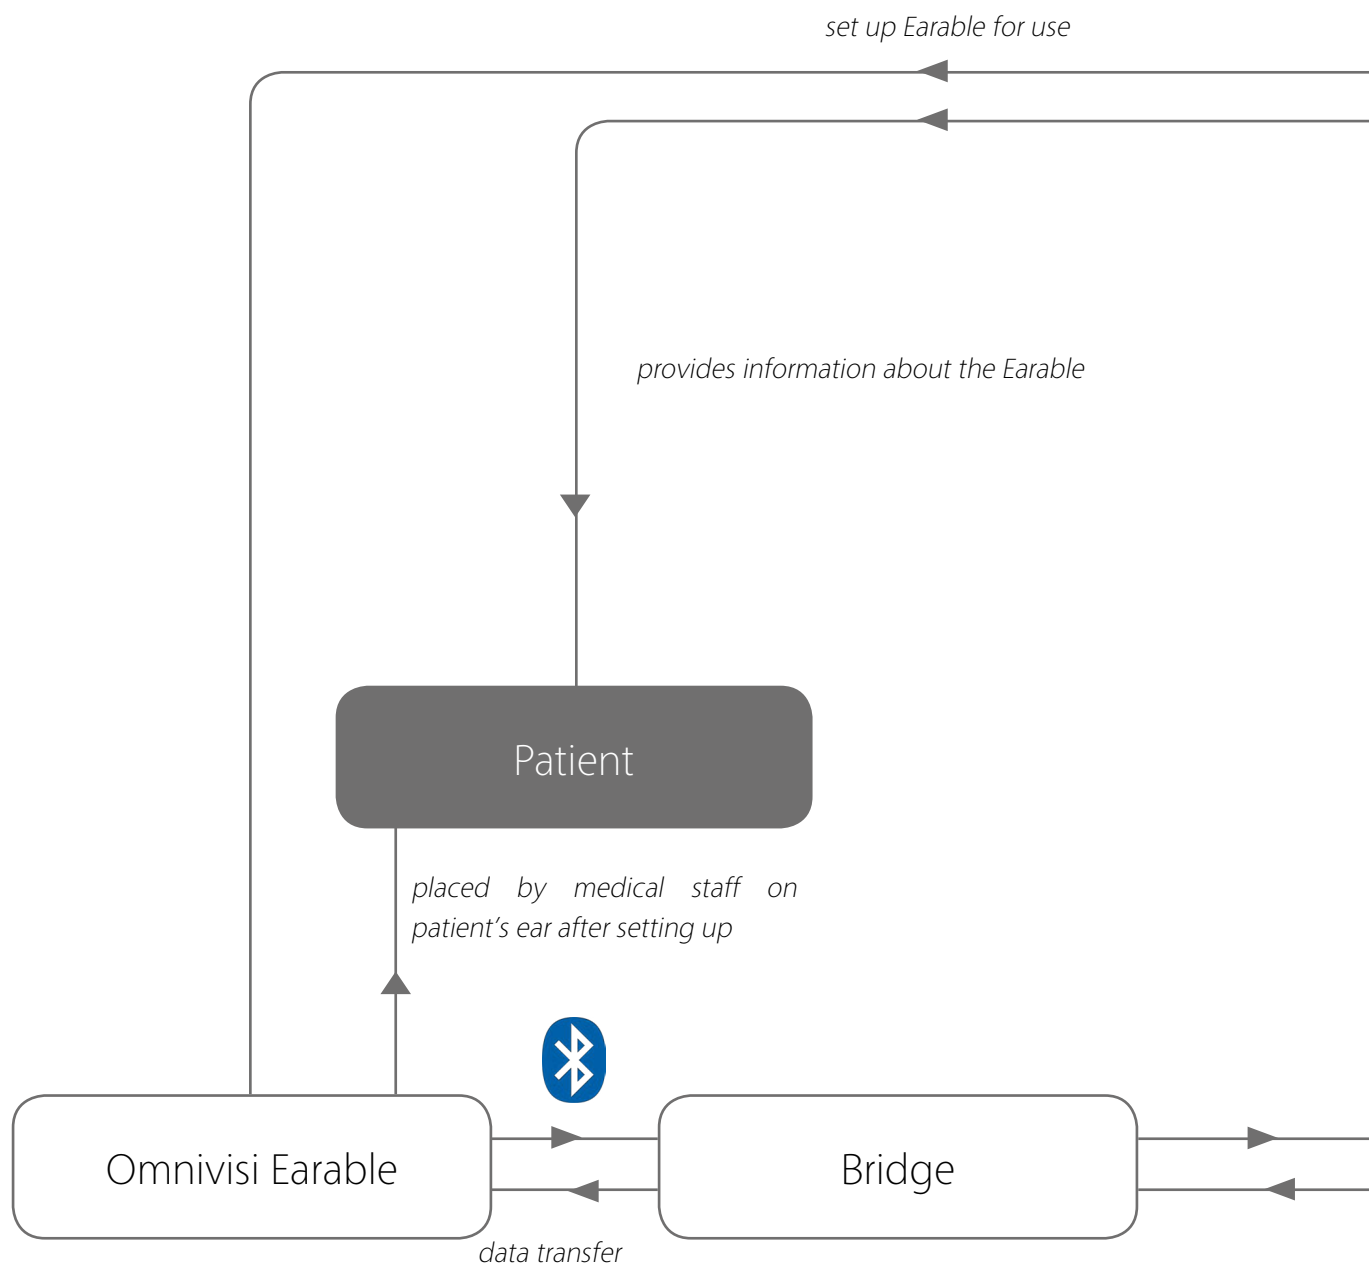 set up Earable for use
provides information about the Earable
Patient
placed by medical staff on
patient's ear after setting up
Omnivisi Earable
Bridge
data transfer